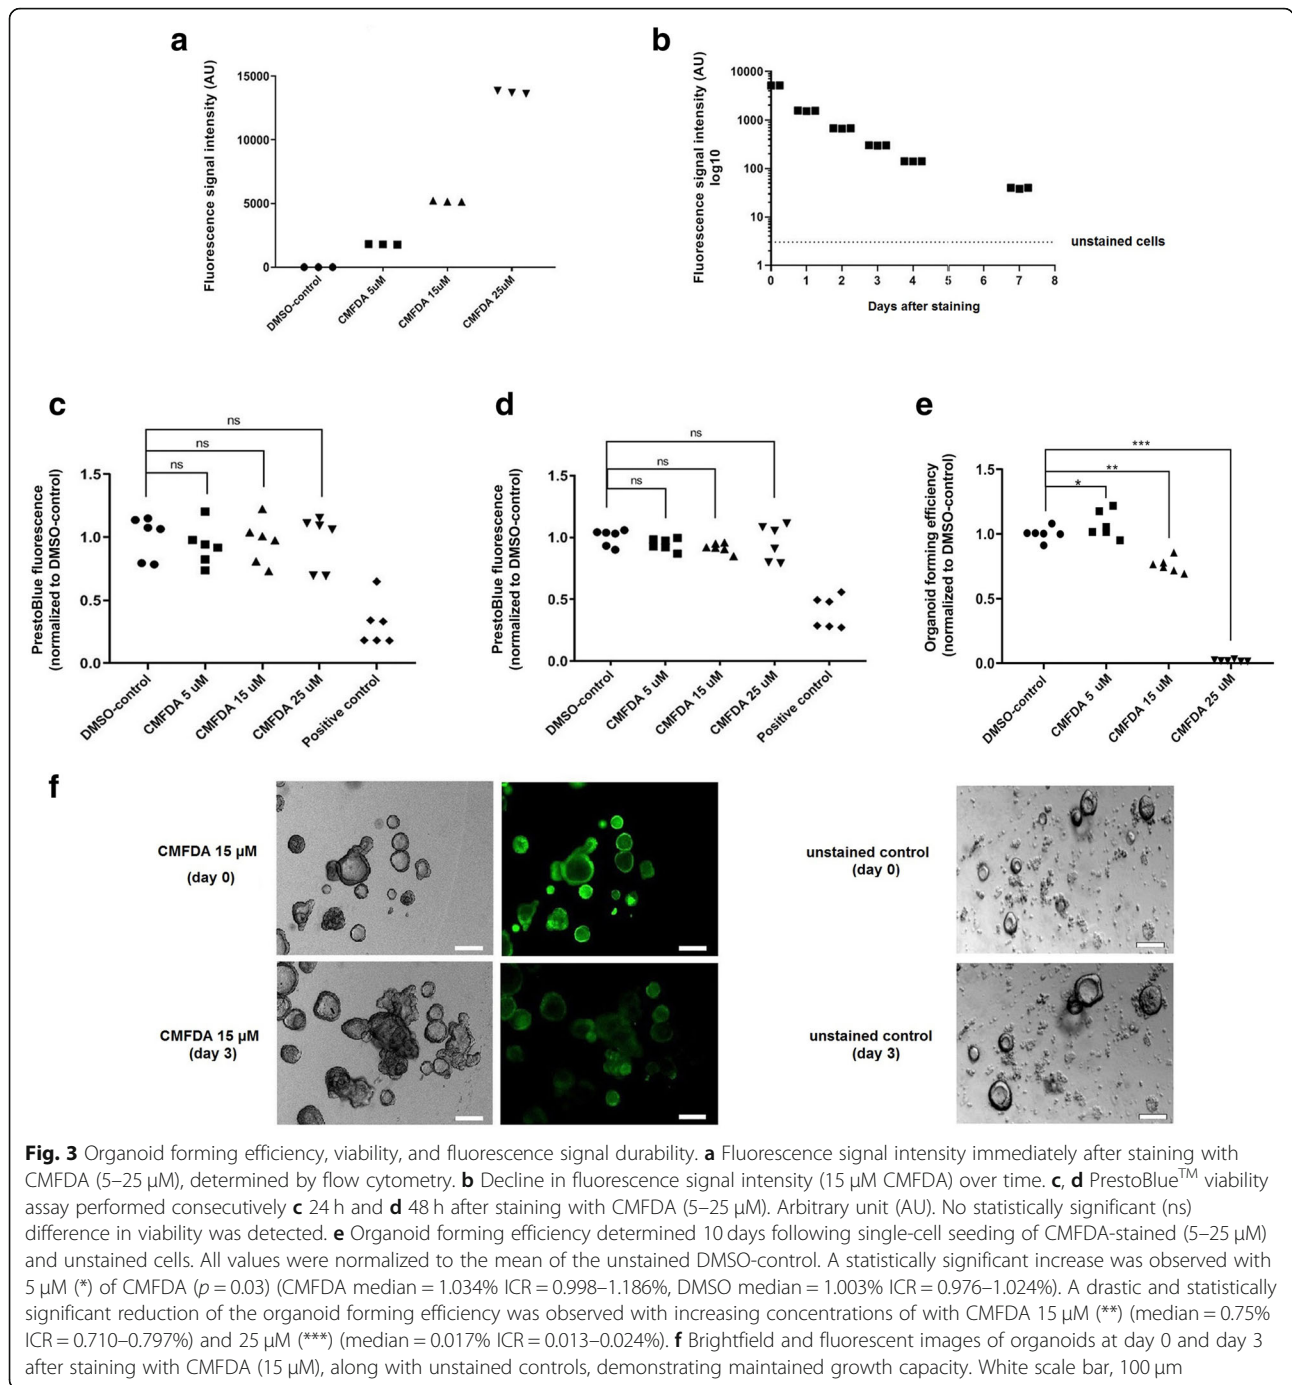 a
Fluorescence signal intensity (AU)
15000
10000
5000
0
DMSO-control
CMFDA 5uM
CMFDA 15uM
CMFDA 25uM
b
Fluorescence signal intensity (AU)
log10
10000
1000
100
10
1
unstained cells
0 1 2 3 4 5 6 7 8
Days after staining
c
PrestoBlue fluorescence
(normalized to DMSO-control)
ns
ns
ns
1.5
1.0
0.5
0.0
DMSO-control
CMFDA 5 uM
CMFDA 15 uM
CMFDA 25 uM
Positive control
d
PrestoBlue fluorescence
(normalized to DMSO-control)
ns
ns
ns
1.5
1.0
0.5
0.0
DMSO-control
CMFDA 5 uM
CMFDA 15 uM
CMFDA 25 uM
Positive control
e
Organoid forming efficiency
(normalized to DMSO-control)
***
**
*
1.5
1.0
0.5
0.0
DMSO-control
CMFDA 5 uM
CMFDA 15 uM
CMFDA 25 uM
f
CMFDA 15 µM
(day 0)
unstained control
(day 0)
CMFDA 15 µM
(day 3)
unstained control
(day 3)
Fig. 3 Organoid forming efficiency, viability, and fluorescence signal durability. a Fluorescence signal intensity immediately after staining with
CMFDA (5–25 µM), determined by flow cytometry. b Decline in fluorescence signal intensity (15 µM CMFDA) over time. c, d PrestoBlue™ viability
assay performed consecutively c 24 h and d 48 h after staining with CMFDA (5–25 µM). Arbitrary unit (AU). No statistically significant (ns)
difference in viability was detected. e Organoid forming efficiency determined 10 days following single-cell seeding of CMFDA-stained (5–25 µM)
and unstained cells. All values were normalized to the mean of the unstained DMSO-control. A statistically significant increase was observed with
5 µM (*) of CMFDA (p = 0.03) (CMFDA median = 1.034% ICR = 0.998–1.186%, DMSO median = 1.003% ICR = 0.976–1.024%). A drastic and statistically
significant reduction of the organoid forming efficiency was observed with increasing concentrations of with CMFDA 15 µM (**) (median = 0.75%
ICR = 0.710–0.797%) and 25 µM (***) (median = 0.017% ICR = 0.013–0.024%). f Brightfield and fluorescent images of organoids at day 0 and day 3
after staining with CMFDA (15 µM), along with unstained controls, demonstrating maintained growth capacity. White scale bar, 100 µm